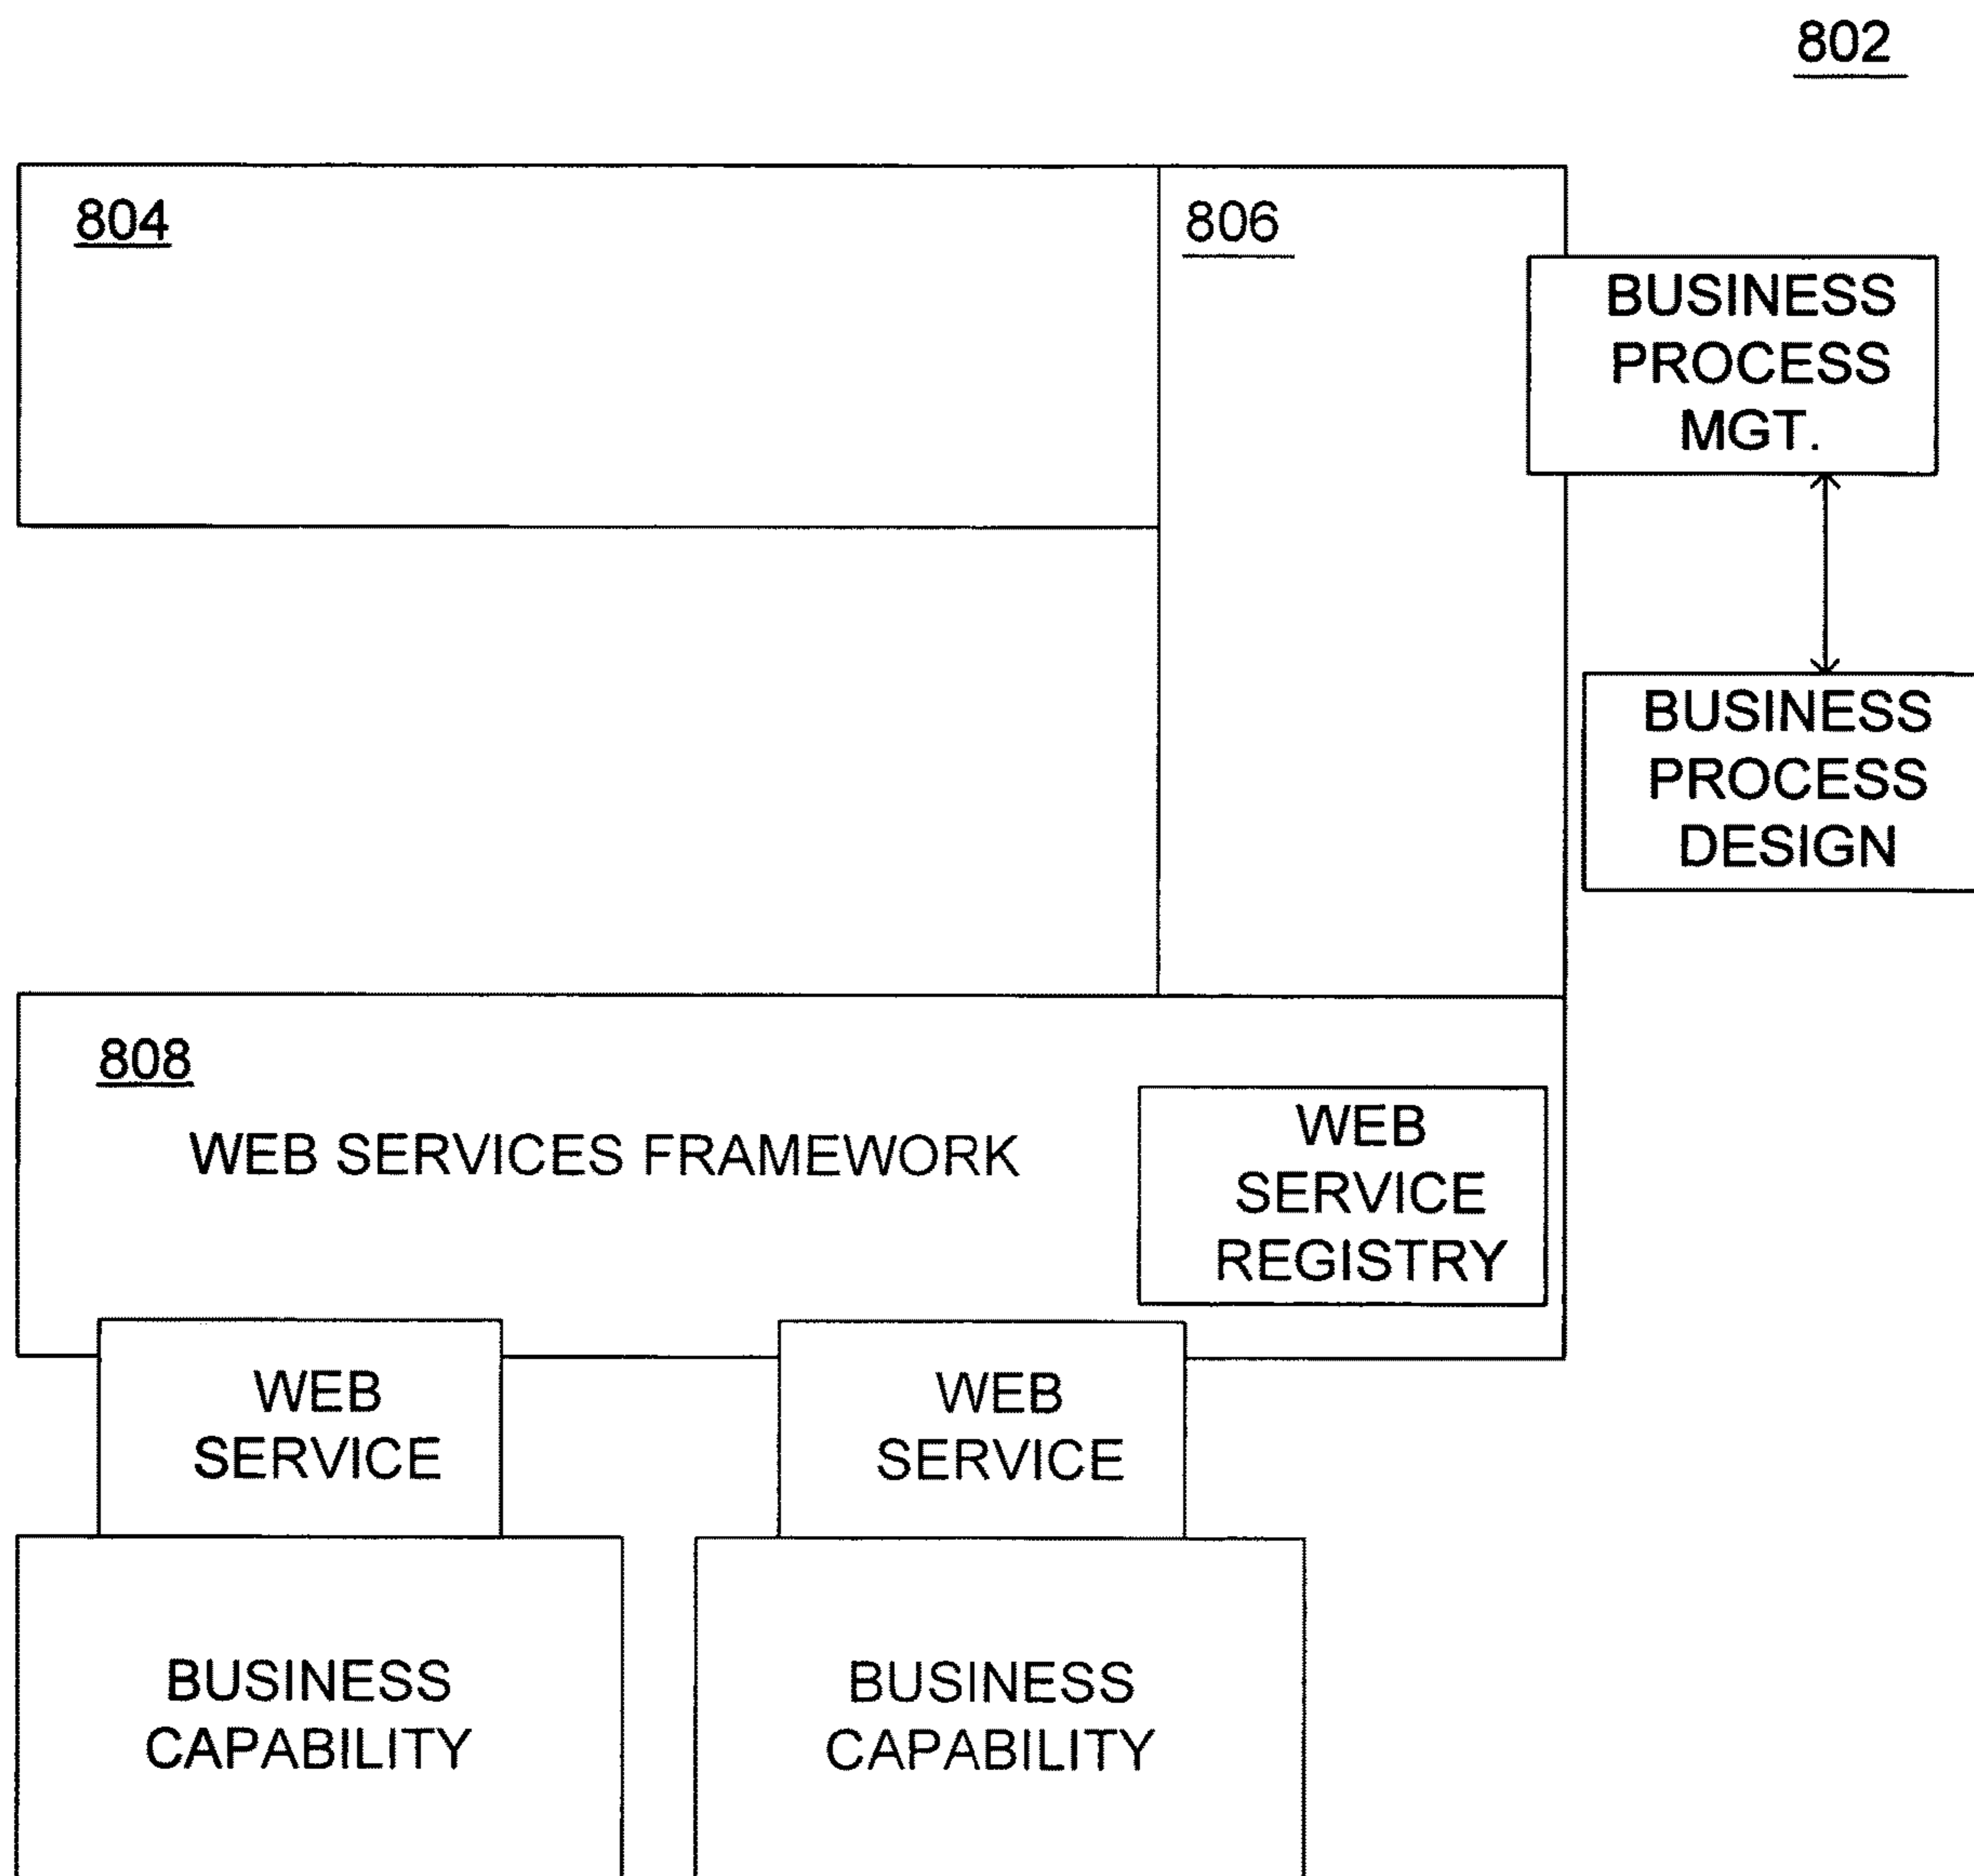 802
804
806
BUSINESS
PROCESS
MGT.
BUSINESS
PROCESS
DESIGN
808
WEB SERVICES FRAMEWORK
WEB
SERVICE
REGISTRY
WEB
SERVICE
WEB
SERVICE
BUSINESS
CAPABILITY
BUSINESS
CAPABILITY